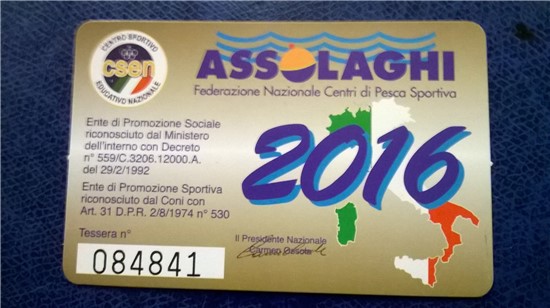 CENTRO SPORTIVO
csen
EDUCATIVO NAZIONALE
ASSOLAGHI
Federazione Nazionale Centri di Pesca Sportiva
Ente di Promozione Sociale
riconosciuto dal Ministero
dell'interno con Decreto
n° 559/C.3206.12000.A.
del 29/2/1992
Ente di Promozione Sportiva
riconosciuto dal Coni con
Art. 31 D.P.R. 2/8/1974 n° 530
2016
Tessera n°
084841
Il Presidente Nazionale
Carmen Ossola